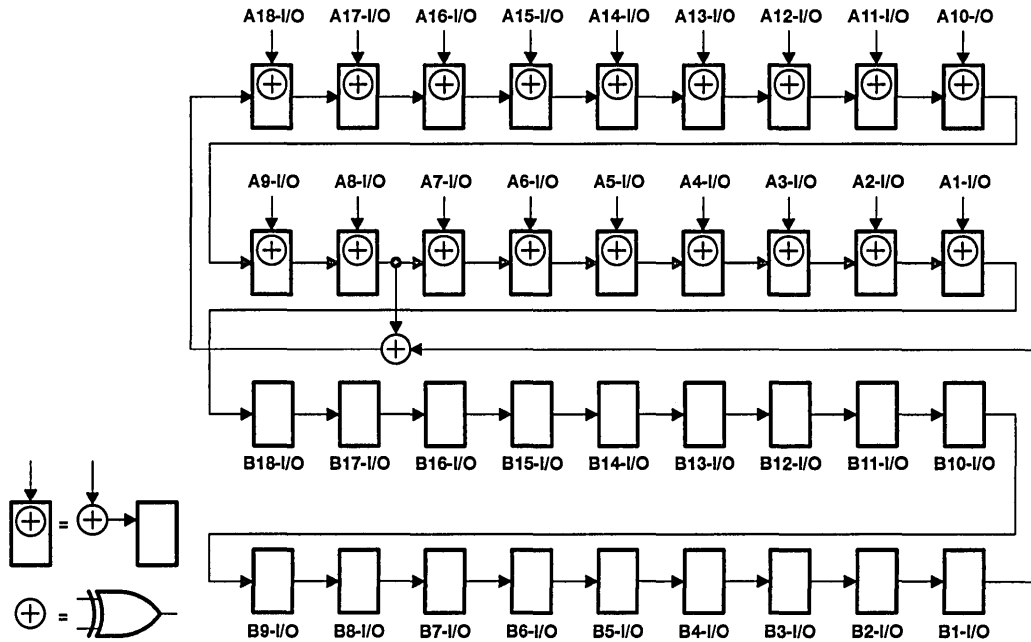 A18-I/O A17-I/O A16-I/O A15-I/O A14-I/O A13-I/O A12-I/O A11-I/O A10-/O
A9-I/O A8-I/O A7-I/O A6-I/O A5-I/O A4-I/O A3-I/O A2-I/O A1-I/O
B18-I/O B17-I/O B16-I/O B15-I/O B14-I/O B13-I/O B12-I/O B11-I/O B10-I/O
=
=
B9-I/O B8-I/O B7-I/O B6-I/O B5-I/O B4-I/O B3-I/O B2-I/O B1-I/O